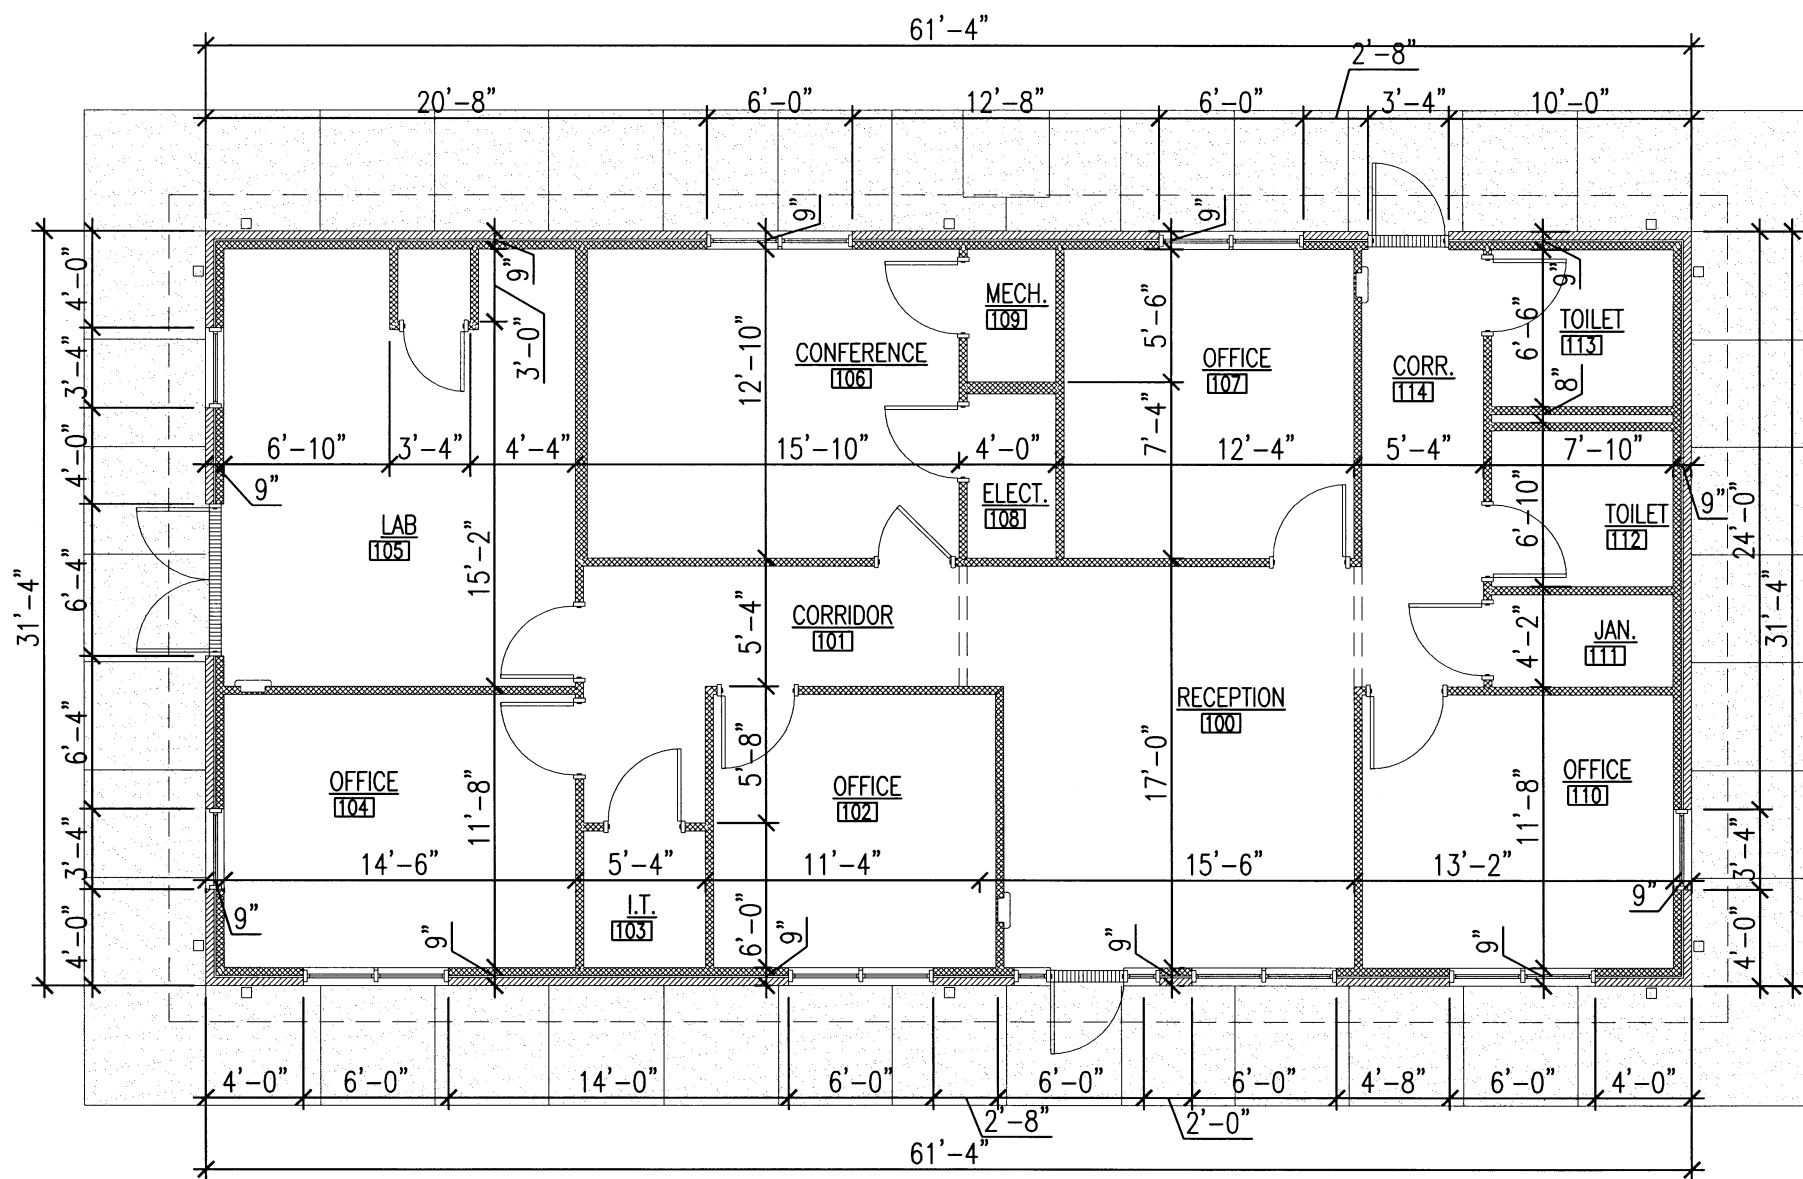 61'-4"
2'-8"
20'-8" 6'-0" 12'-8" 6'-0" 3'-4" 10'-0"
9" 9"
9" 9"
4'-0" 3'-0" 12'-10" MECH. 5'-6" 6'-6" TOILET
109 113
3'-4" CONFERENCE OFFICE CORR. 8"
106 107 114
4'-0" 6'-10" 3'-4" 4'-4" 15'-10" 4'-0" 7'-4" 12'-4" 5'-4" 7'-10"
9" ELECT. 6'-10" TOILET 9"
LAB 108 112 24'-0"
105
31'-4" 6'-4" 15'-2" 5'-4" CORRIDOR 4'-2" JAN. 31'-4"
101 111
6'-4" RECEPTION
100
5'-8" 17'-0"
OFFICE OFFICE OFFICE
104 102 110
11'-8" 11'-8"
3'-4" 14'-6" 5'-4" 11'-4" 15'-6" 13'-2" 3'-4"
9" I.T. 9"
103
4'-0" 9" 6'-0" 9" 9" 9" 4'-0"
4'-0" 6'-0" 14'-0" 6'-0" 6'-0" 6'-0" 4'-8" 6'-0" 4'-0"
2'-8" 2'-0"
61'-4"